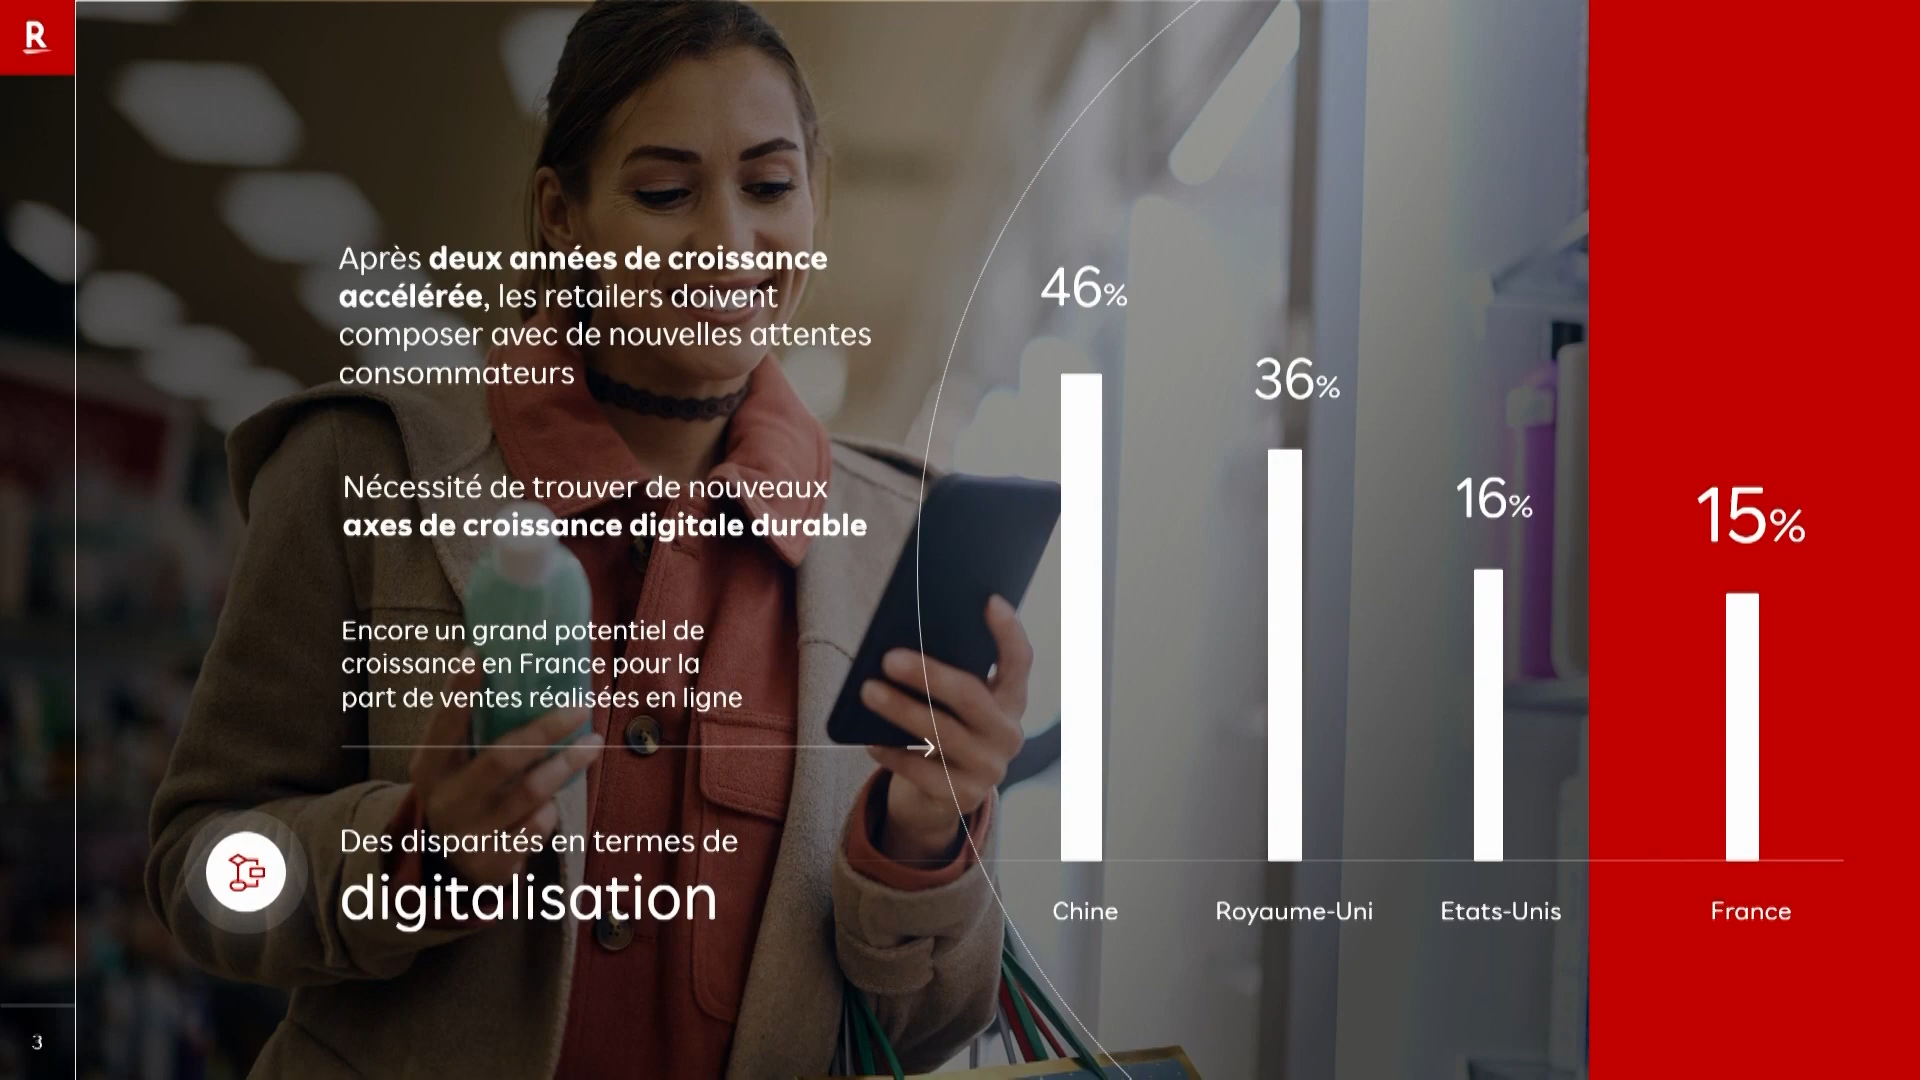 R
Après deux années de croissance
accélérée, les retailers doivent
composer avec de nouvelles attentes
consommateurs
Nécessité de trouver de nouveaux
axes de croissance digitale durable
Encore un grand potentiel de
croissance en France pour la
part de ventes réalisées en ligne
Des disparités en termes de
digitalisation
46%
36%
16%
15%
Chine
Royaume-Uni
Etats-Unis
France
3